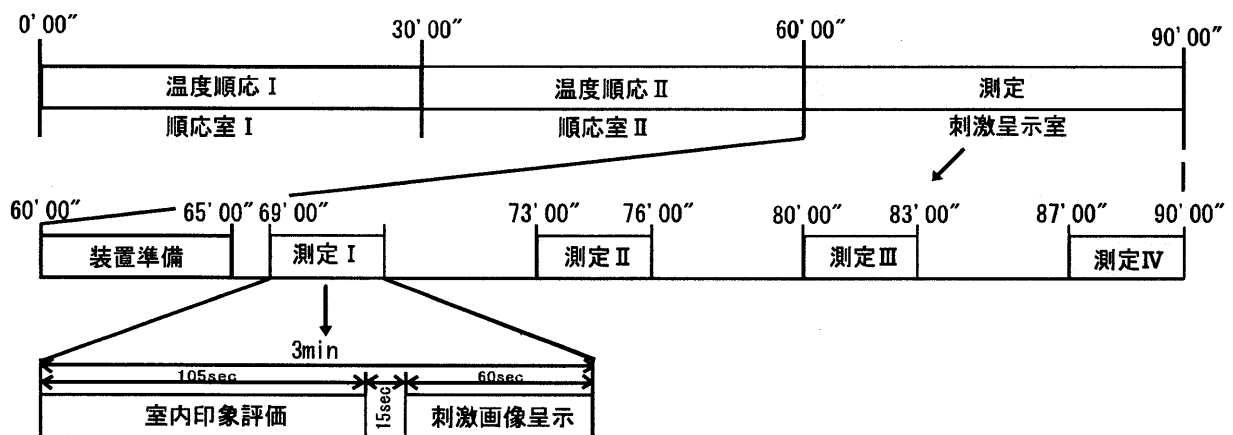 0'00" 30'00" 60'00" 90'00"
温度順応Ⅰ 温度順応Ⅱ 測定
順応室Ⅰ 順応室Ⅱ 刺激呈示室
60'00" 65'00" 69'00" 73'00" 76'00" 80'00" 83'00" 87'00" 90'00"
装置準備 測定Ⅰ 測定Ⅱ 測定Ⅲ 測定Ⅳ
3min
105sec 15sec 60sec
室内印象評価 刺激画像呈示